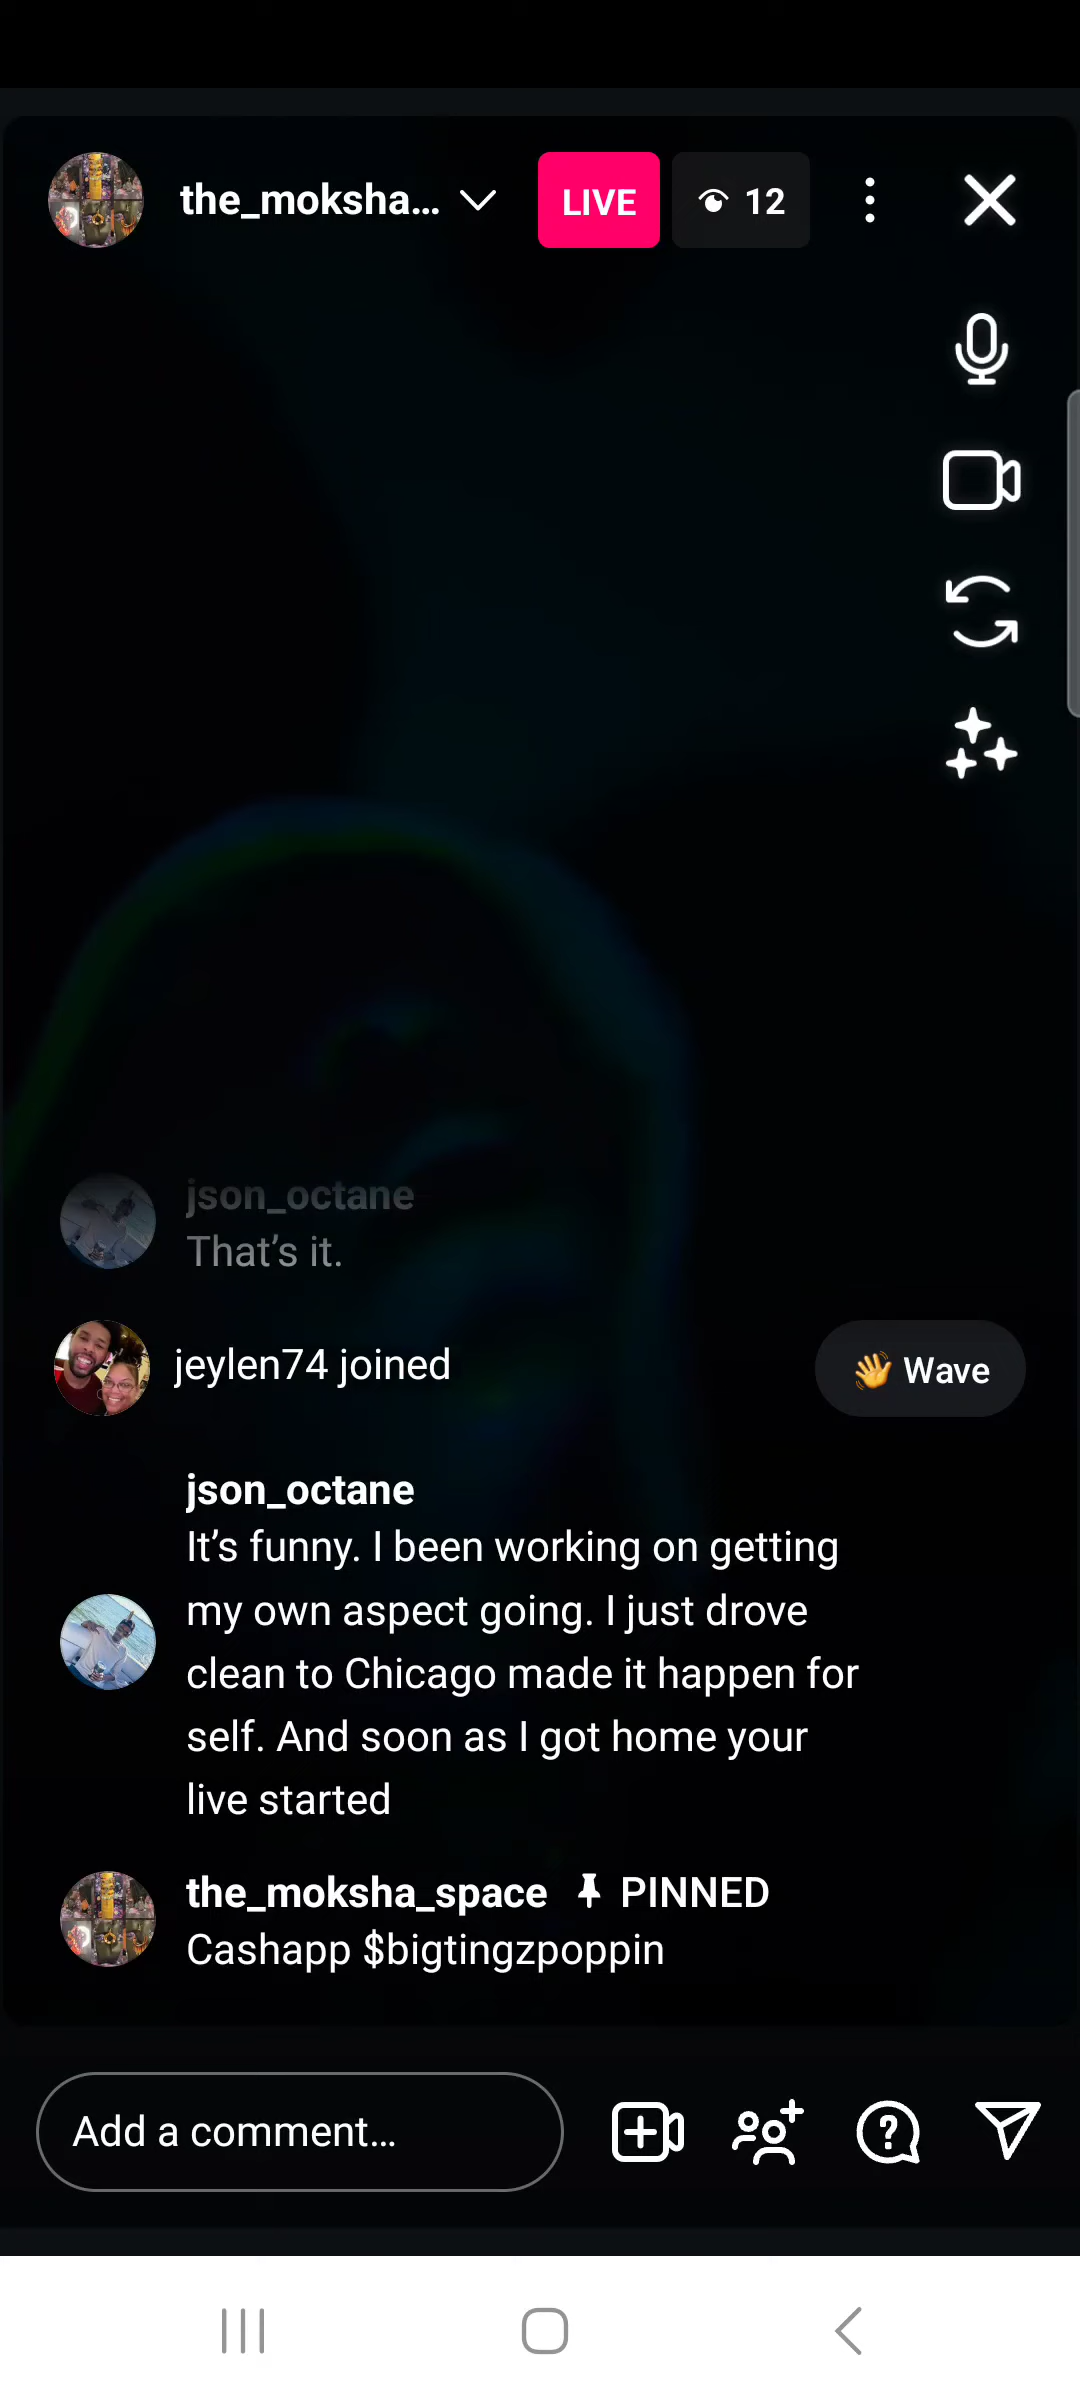 the_moksha... LIVE 12
json_octane
That's it.
jeylen74 joined 👋 Wave
json_octane
It's funny. I been working on getting
my own aspect going. I just drove
clean to Chicago made it happen for
self. And soon as I got home your
live started
the_moksha_space PINNED
Cashapp $bigtingzpoppin
Add a comment...